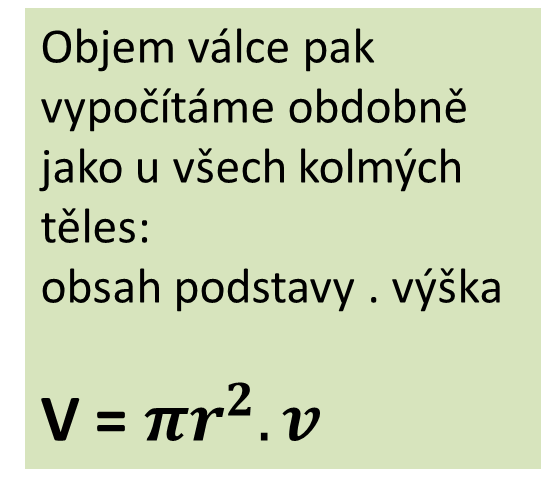 Objem válce pak
vypočítáme obdobně
jako u všech kolmých
těles:
obsah podstavy . výška
V = πr². v